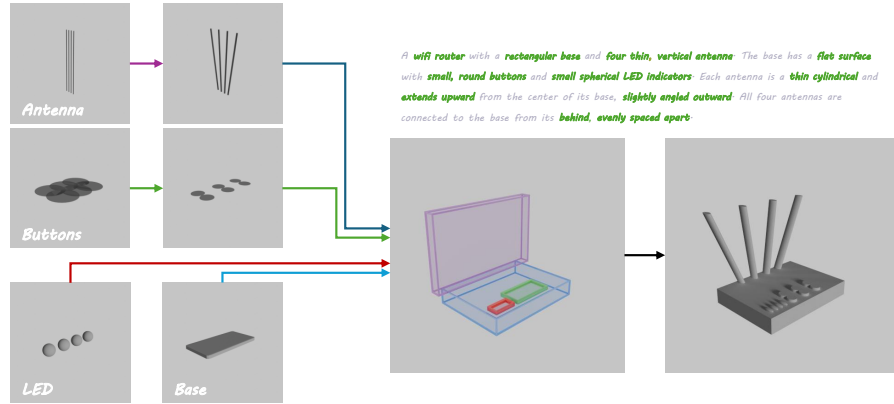 A wifi router with a rectangular base and four thin, vertical antenna. The base has a flat surface
with small, round buttons and small spherical LED indicators. Each antenna is a thin cylindrical and
extends upward from the center of its base, slightly angled outward. All four antennas are
connected to the base from its behind, evenly spaced apart.
Antenna
Buttons
LED
Base